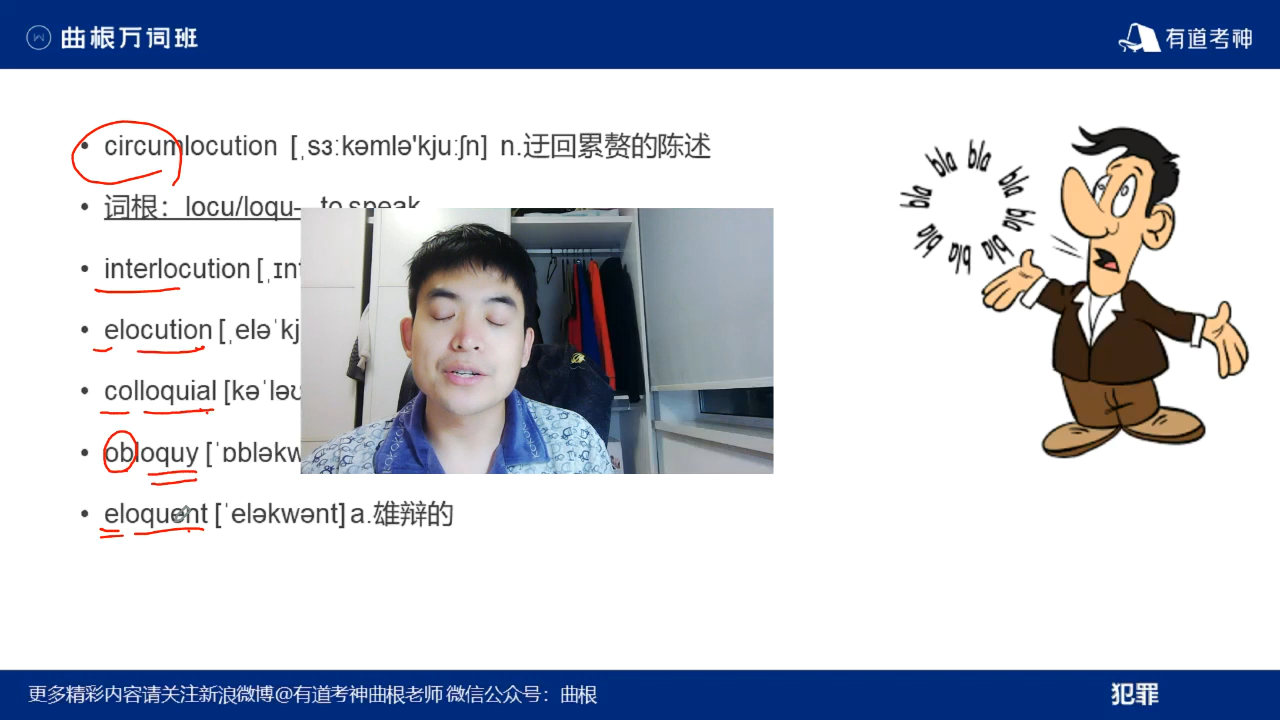 曲根万词班
有道考神
circumlocution [ˌsɜːkəmlə'kjuːʃn] n.迂回累赘的陈述
词根：locu/loqu- to speak
interlocution [ˌɪn
elocution [ˌeləˈkj
colloquial [kəˈləʊ
obloquy [ˈɒbləkw
eloquent [ˈeləkwənt] a.雄辩的
bla bla bla bla bla bla bla bla bla
更多精彩内容请关注新浪微博@有道考神曲根老师 微信公众号：曲根
犯罪